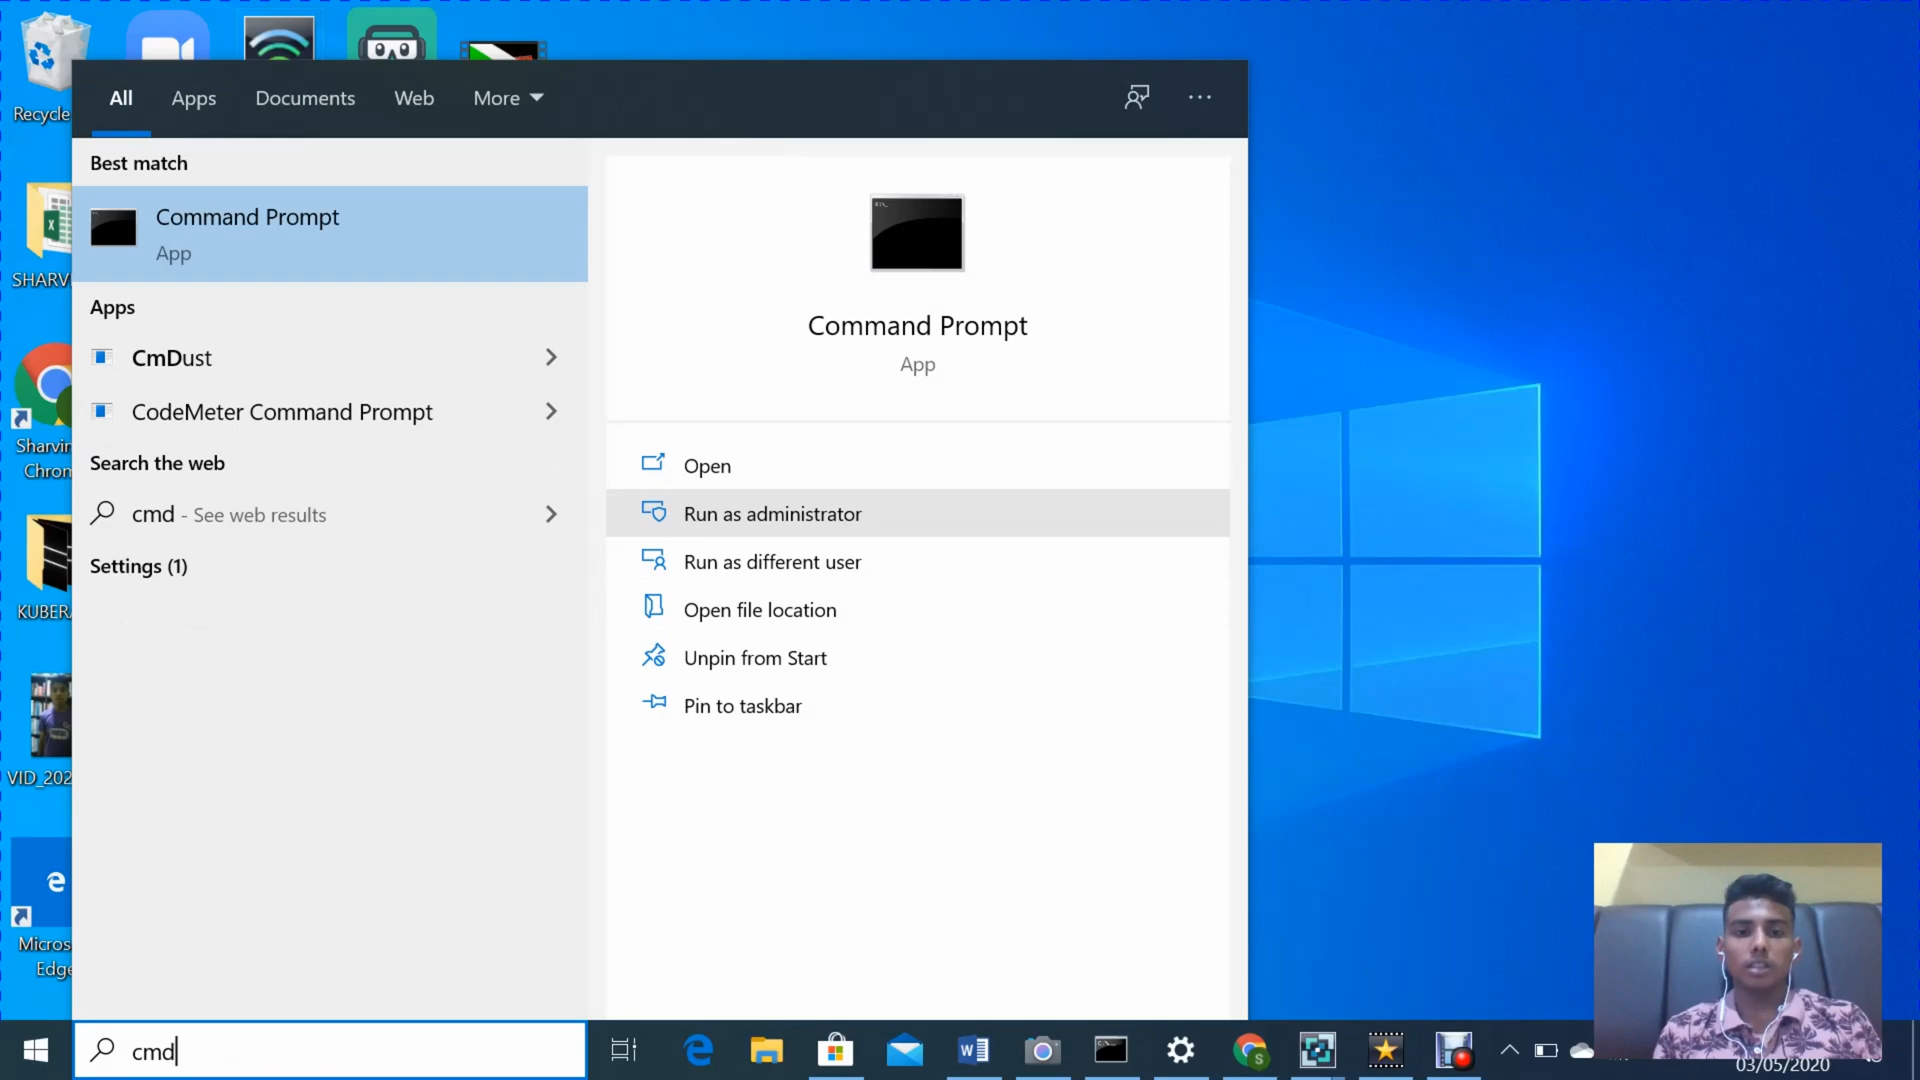 All Apps Documents Web More
Recycle
Best match
Command Prompt
App
Apps
CmDust
CodeMeter Command Prompt
Search the web
cmd - See web results
Settings (1)
Command Prompt
App
Open
Run as administrator
Run as different user
Open file location
Unpin from Start
Pin to taskbar
SHARV
Sharvin
Chrom
KUBER
VID_202
Micros
Edge
cmd
03/05/2020